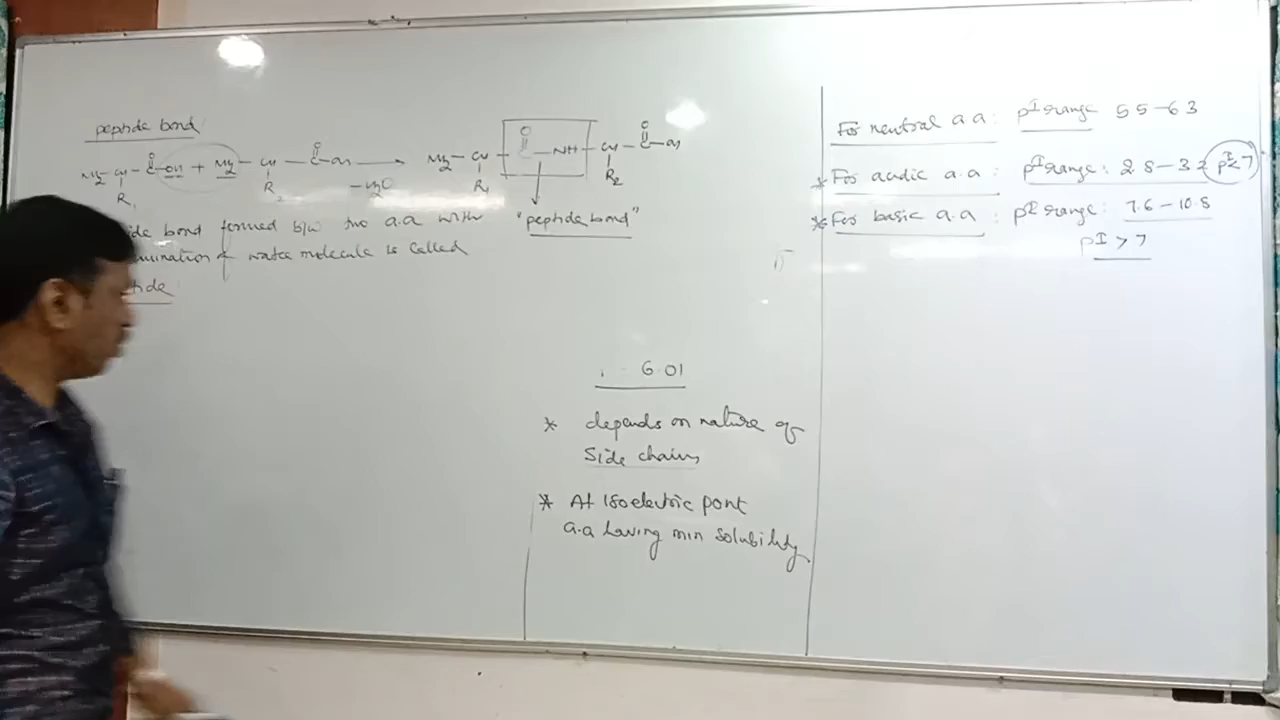 peptide bond
NH2 – CH – C – OH + NH2 – CH – C – OH → NH2 – CH – C – NH – CH – C – OH
O O O O
R1 R2 –H2O R1 R2
ide bond formed b/w two a.a with
mination of water molecule is called
tide
"peptide bond"
6.01
* depends on nature of
side chains
* At isoelectric point
a.a having min solubility
For neutral a.a : pI range 5.5 – 6.3
* For acidic a.a : pI range : 2.8 – 3.2 pI < 7
* For basic a.a : pI range : 7.6 – 10.8
pI > 7